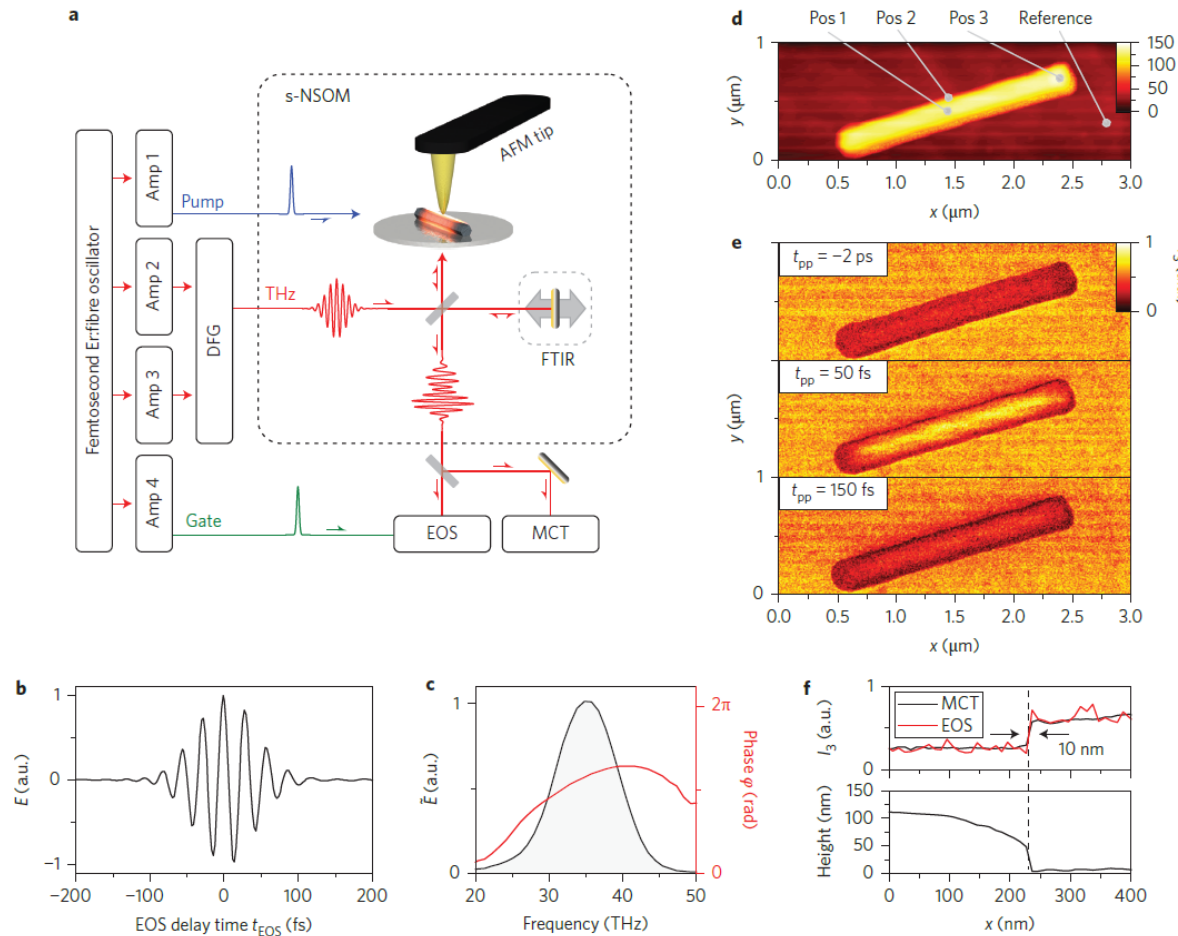 a
s-NSOM
AFM tip
Femtosecond Er:fibre oscillator
Amp 1
Amp 2
Amp 3
Amp 4
Pump
DFG
THz
FTIR
Gate
EOS
MCT
b
E (a.u.)
1
0
−1
−200
−100
0
100
200
EOS delay time tEOS (fs)
c
Ẽ (a.u.)
1
0
2π
0
Phase φ (rad)
20
30
40
50
Frequency (THz)
d
Pos 1
Pos 2
Pos 3
Reference
1
0
y (μm)
150
100
50
0
0.0
0.5
1.0
1.5
2.0
2.5
3.0
x (μm)
e
tpp = −2 ps
1
0
tpp = 50 fs
y (μm)
1
tpp = 150 fs
0
0.0
0.5
1.0
1.5
2.0
2.5
3.0
x (μm)
f
I3 (a.u.)
1
0
MCT
EOS
10 nm
Height (nm)
150
100
50
0
0
100
200
300
400
x (nm)